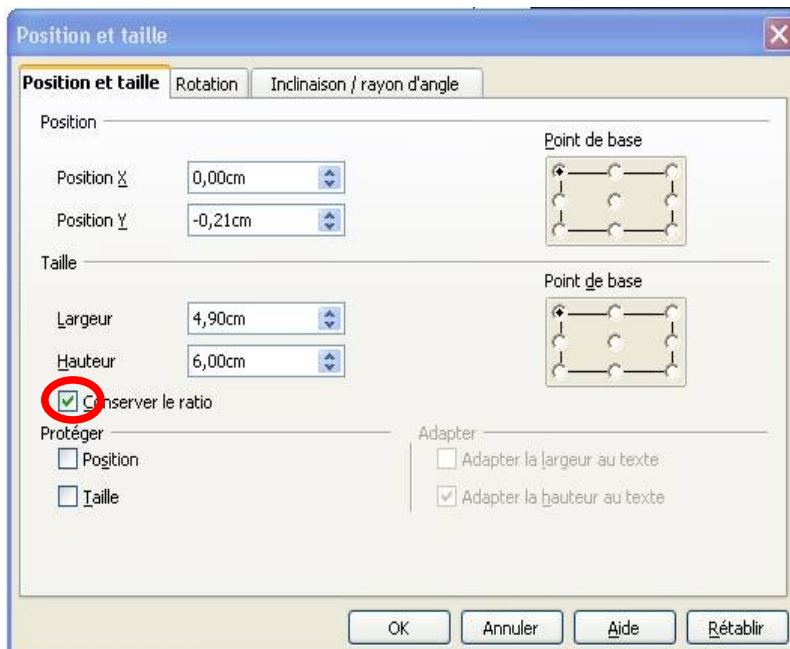 Position et taille
Position et taille Rotation Inclinaison / rayon d'angle
Position
Point de base
Position X 0,00cm
Position Y -0,21cm
Taille
Point de base
Largeur 4,90cm
Hauteur 6,00cm
Conserver le ratio
Protéger Adapter
Position Adapter la largeur au texte
Taille Adapter la hauteur au texte
OK Annuler Aide Rétablir